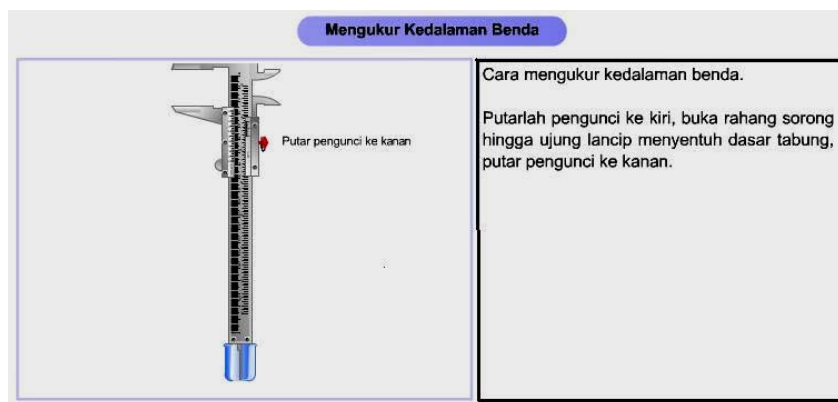 Mengukur Kedalaman Benda
Putar pengunci ke kanan
Cara mengukur kedalaman benda.
Putarlah pengunci ke kiri, buka rahang sorong
hingga ujung lancip menyentuh dasar tabung,
putar pengunci ke kanan.